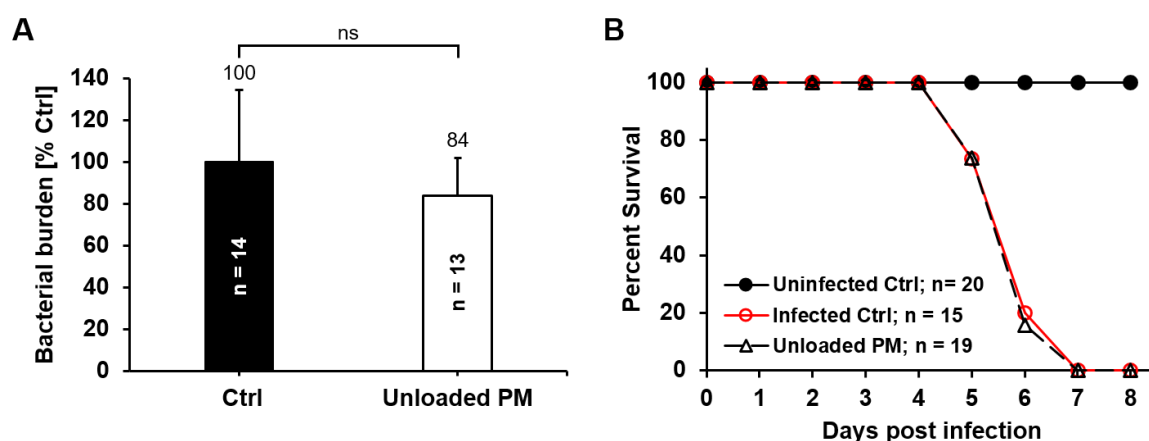 A
ns
100
84
140
120
100
80
60
40
20
0
Bacterial burden [% Ctrl]
n = 14
n = 13
Ctrl
Unloaded PM
B
100
80
60
40
20
0
Percent Survival
Uninfected Ctrl; n= 20
Infected Ctrl; n = 15
Unloaded PM; n = 19
0 1 2 3 4 5 6 7 8
Days post infection